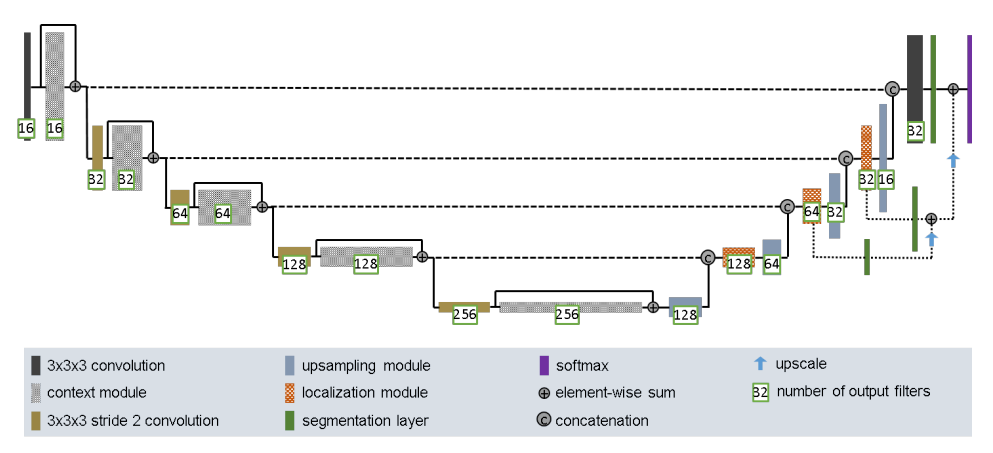 16
16
32
32
64
64
128
128
256
256
128
C
128
64
C
64
32
C
32
16
C
32
3x3x3 convolution
context module
3x3x3 stride 2 convolution
upsampling module
localization module
segmentation layer
softmax
element-wise sum
C concatenation
upscale
32 number of output filters